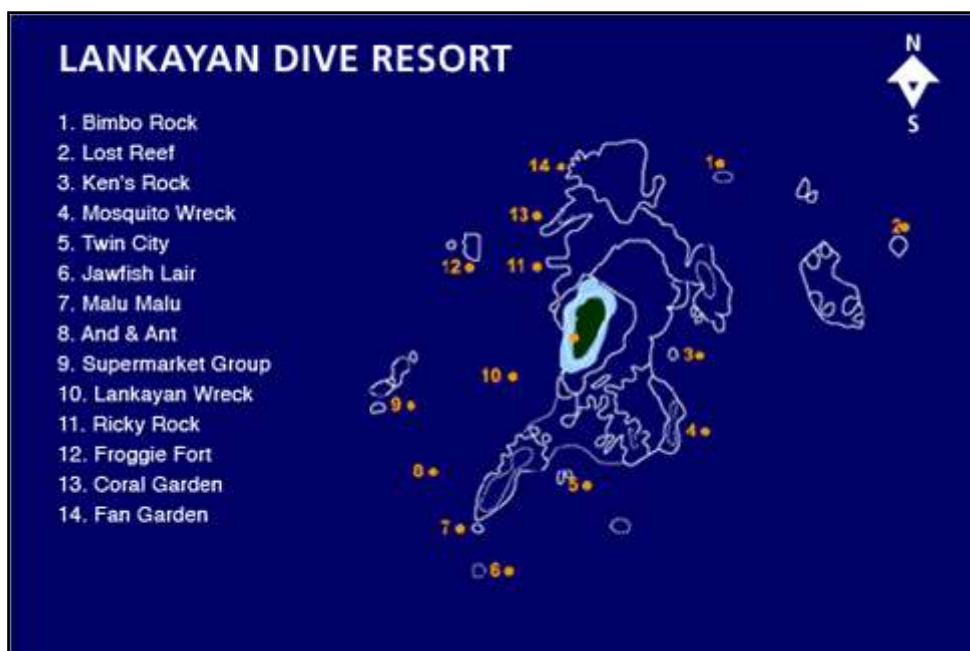 LANKAYAN DIVE RESORT
N
S
1. Bimbo Rock
2. Lost Reef
3. Ken's Rock
4. Mosquito Wreck
5. Twin City
6. Jawfish Lair
7. Malu Malu
8. And & Ant
9. Supermarket Group
10. Lankayan Wreck
11. Ricky Rock
12. Froggie Fort
13. Coral Garden
14. Fan Garden
14
1
13
2
12
11
3
10
9
4
8
5
7
6